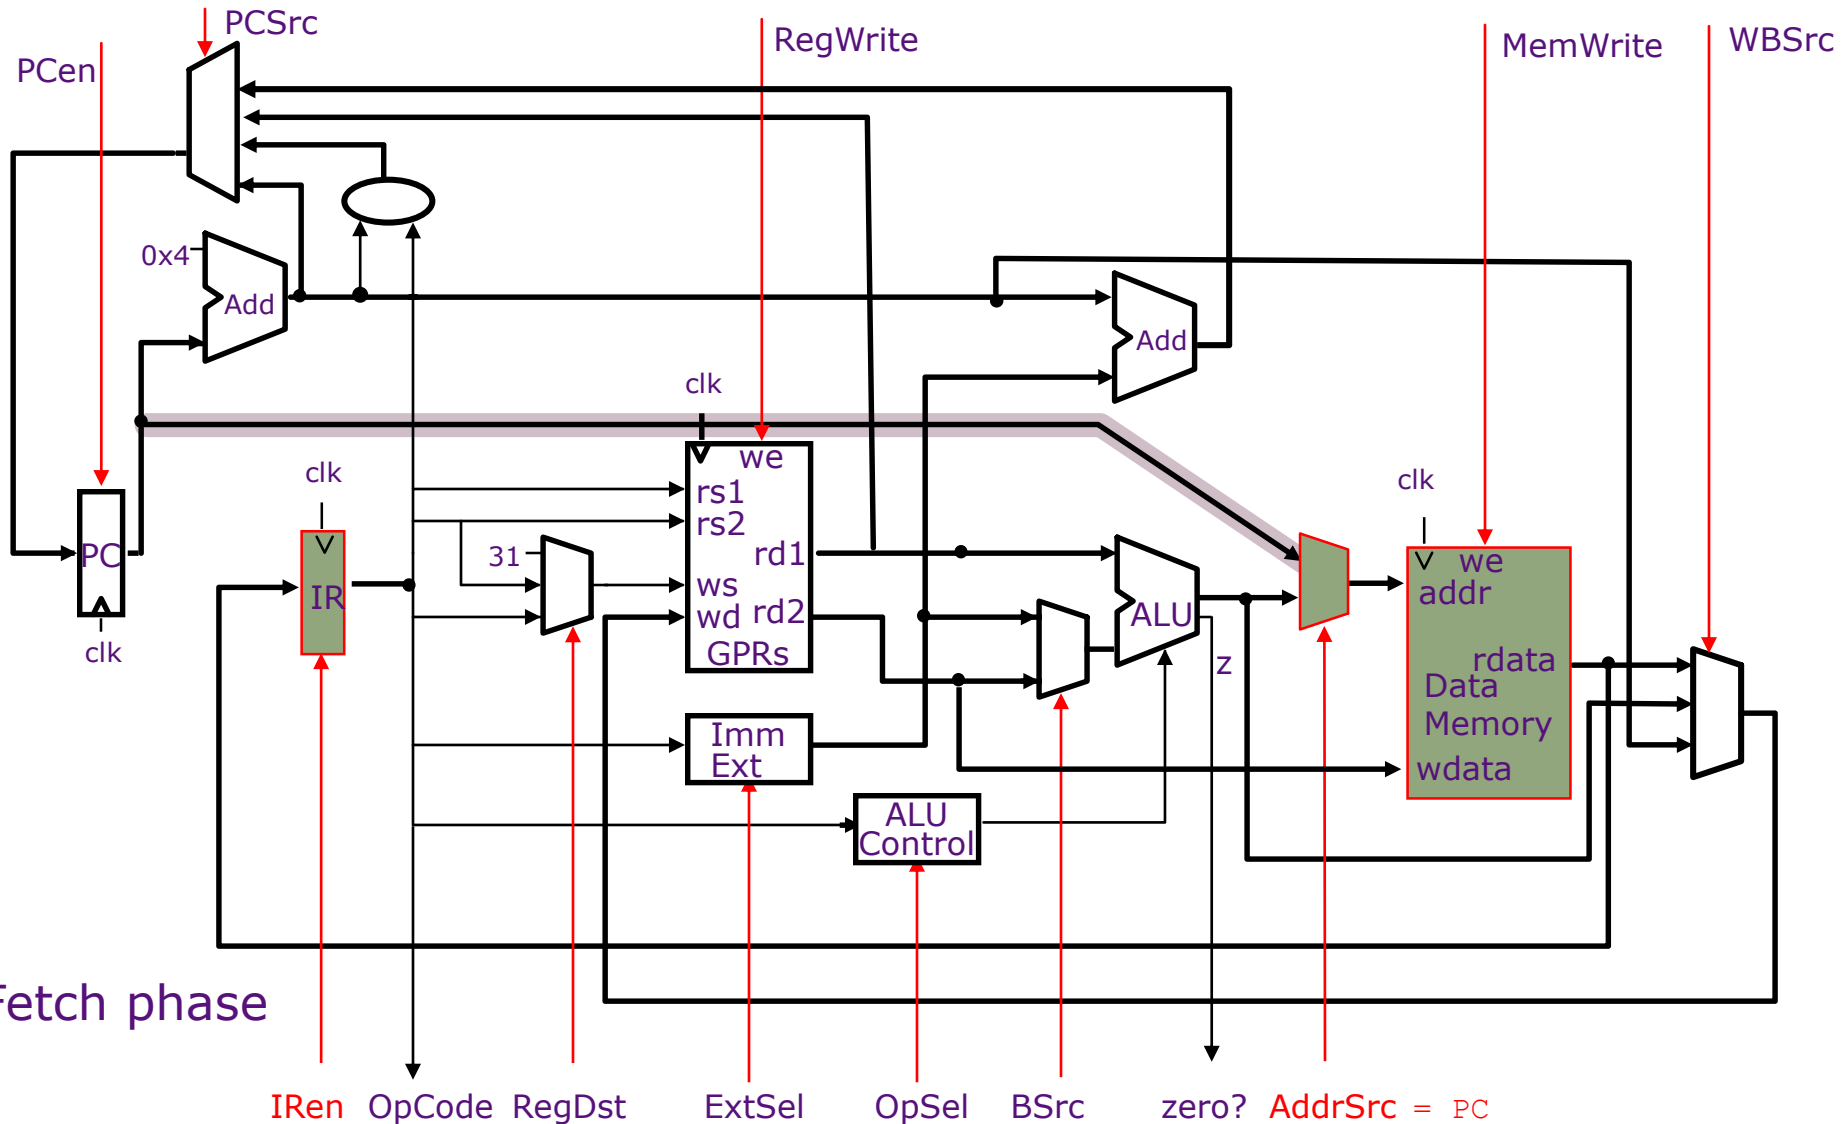 PCSrc
RegWrite
MemWrite
WBSrc
PCen
0x4
Add
Add
clk
we
clk
clk
rs1
rs2
31
rd1
PC
we
addr
IR
ws
wd
rd2
ALU
GPRs
clk
z
rdata
Data
Memory
Imm
Ext
wdata
ALU
Control
Fetch phase
IRen
OpCode
RegDst
ExtSel
OpSel
BSrc
zero?
AddrSrc = PC